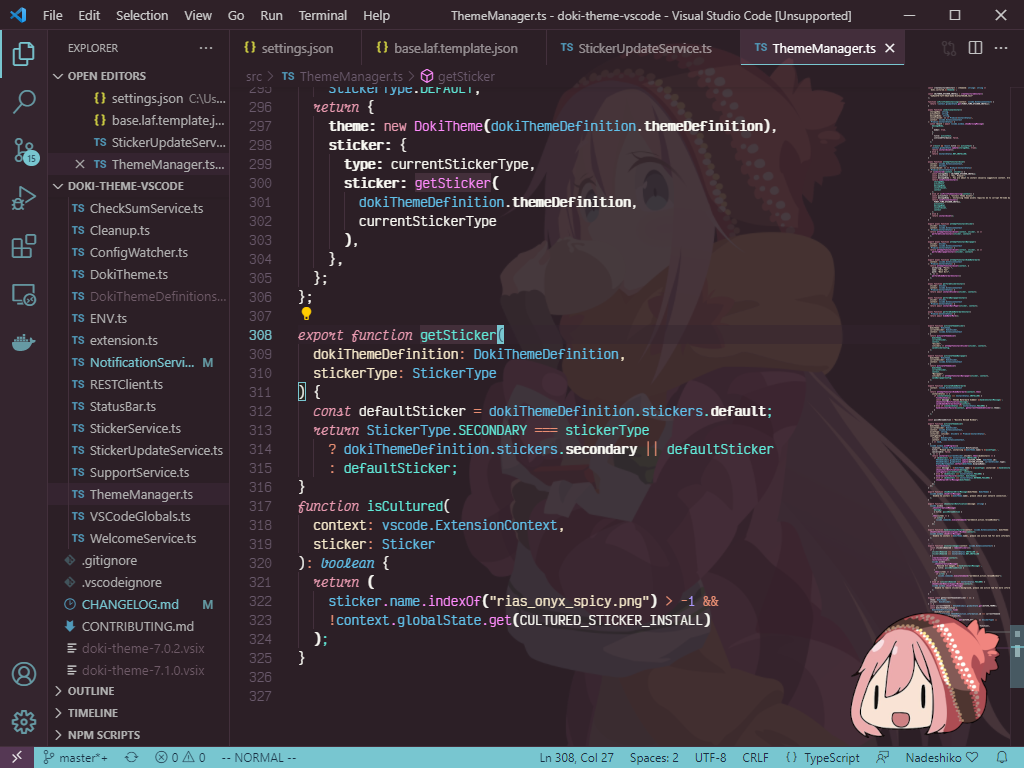 File Edit Selection View Go Run Terminal Help ThemeManager.ts - doki-theme-vscode - Visual Studio Code [Unsupported]
EXPLORER ···
{} settings.json {} base.laf.template.json TS StickerUpdateService.ts TS ThemeManager.ts
src > TS ThemeManager.ts > getSticker
OPEN EDITORS
{} settings.json C:\Us...
{} base.laf.template.j...
TS StickerUpdateServ...
TS ThemeManager.ts...
15
DOKI-THEME-VSCODE
TS CheckSumService.ts
TS Cleanup.ts
TS ConfigWatcher.ts
TS DokiTheme.ts
TS DokiThemeDefinitions...
TS ENV.ts
TS extension.ts
TS NotificationServi... M
TS RESTClient.ts
TS StatusBar.ts
TS StickerService.ts
TS StickerUpdateService.ts
TS SupportService.ts
TS ThemeManager.ts
TS VSCodeGlobals.ts
TS WelcomeService.ts
.gitignore
.vscodeignore
CHANGELOG.md M
CONTRIBUTING.md
doki-theme-7.0.2.vsix
doki-theme-7.1.0.vsix
OUTLINE
TIMELINE
NPM SCRIPTS
295 StickerType.DEFAULT,
296 return {
297 theme: new DokiTheme(dokiThemeDefinition.themeDefinition),
298 sticker: {
299 type: currentStickerType,
300 sticker: getSticker(
301 dokiThemeDefinition.themeDefinition,
302 currentStickerType
303 ),
304 },
305 };
306 };
307
308 export function getSticker(
309 dokiThemeDefinition: DokiThemeDefinition,
310 stickerType: StickerType
311 ) {
312 const defaultSticker = dokiThemeDefinition.stickers.default;
313 return StickerType.SECONDARY === stickerType
314 ? dokiThemeDefinition.stickers.secondary || defaultSticker
315 : defaultSticker;
316 }
317 function isCultured(
318 context: vscode.ExtensionContext,
319 sticker: Sticker
320 ): boolean {
321 return (
322 sticker.name.indexOf("rias_onyx_spicy.png") > -1 &&
323 !context.globalState.get(CULTURED_STICKER_INSTALL)
324 );
325 }
326
327
master*+ 0 0 -- NORMAL -- Ln 308, Col 27 Spaces: 2 UTF-8 CRLF {} TypeScript Nadeshiko ♡